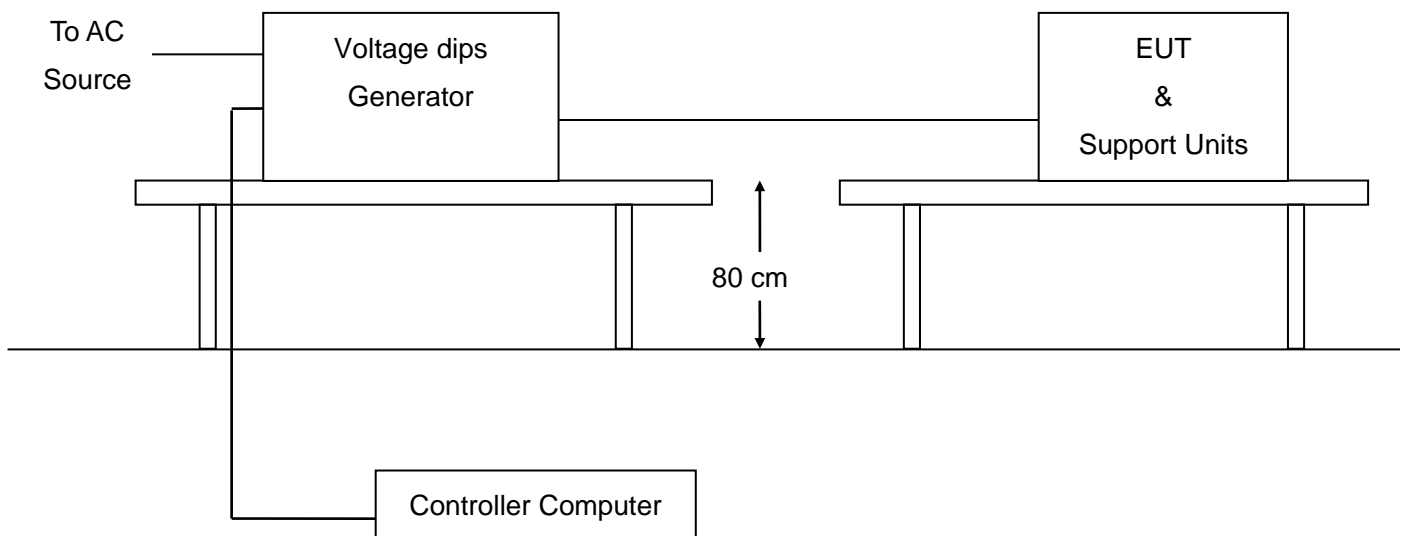 To AC
Source
Voltage dips
Generator
EUT
&
Support Units
80 cm
Controller Computer